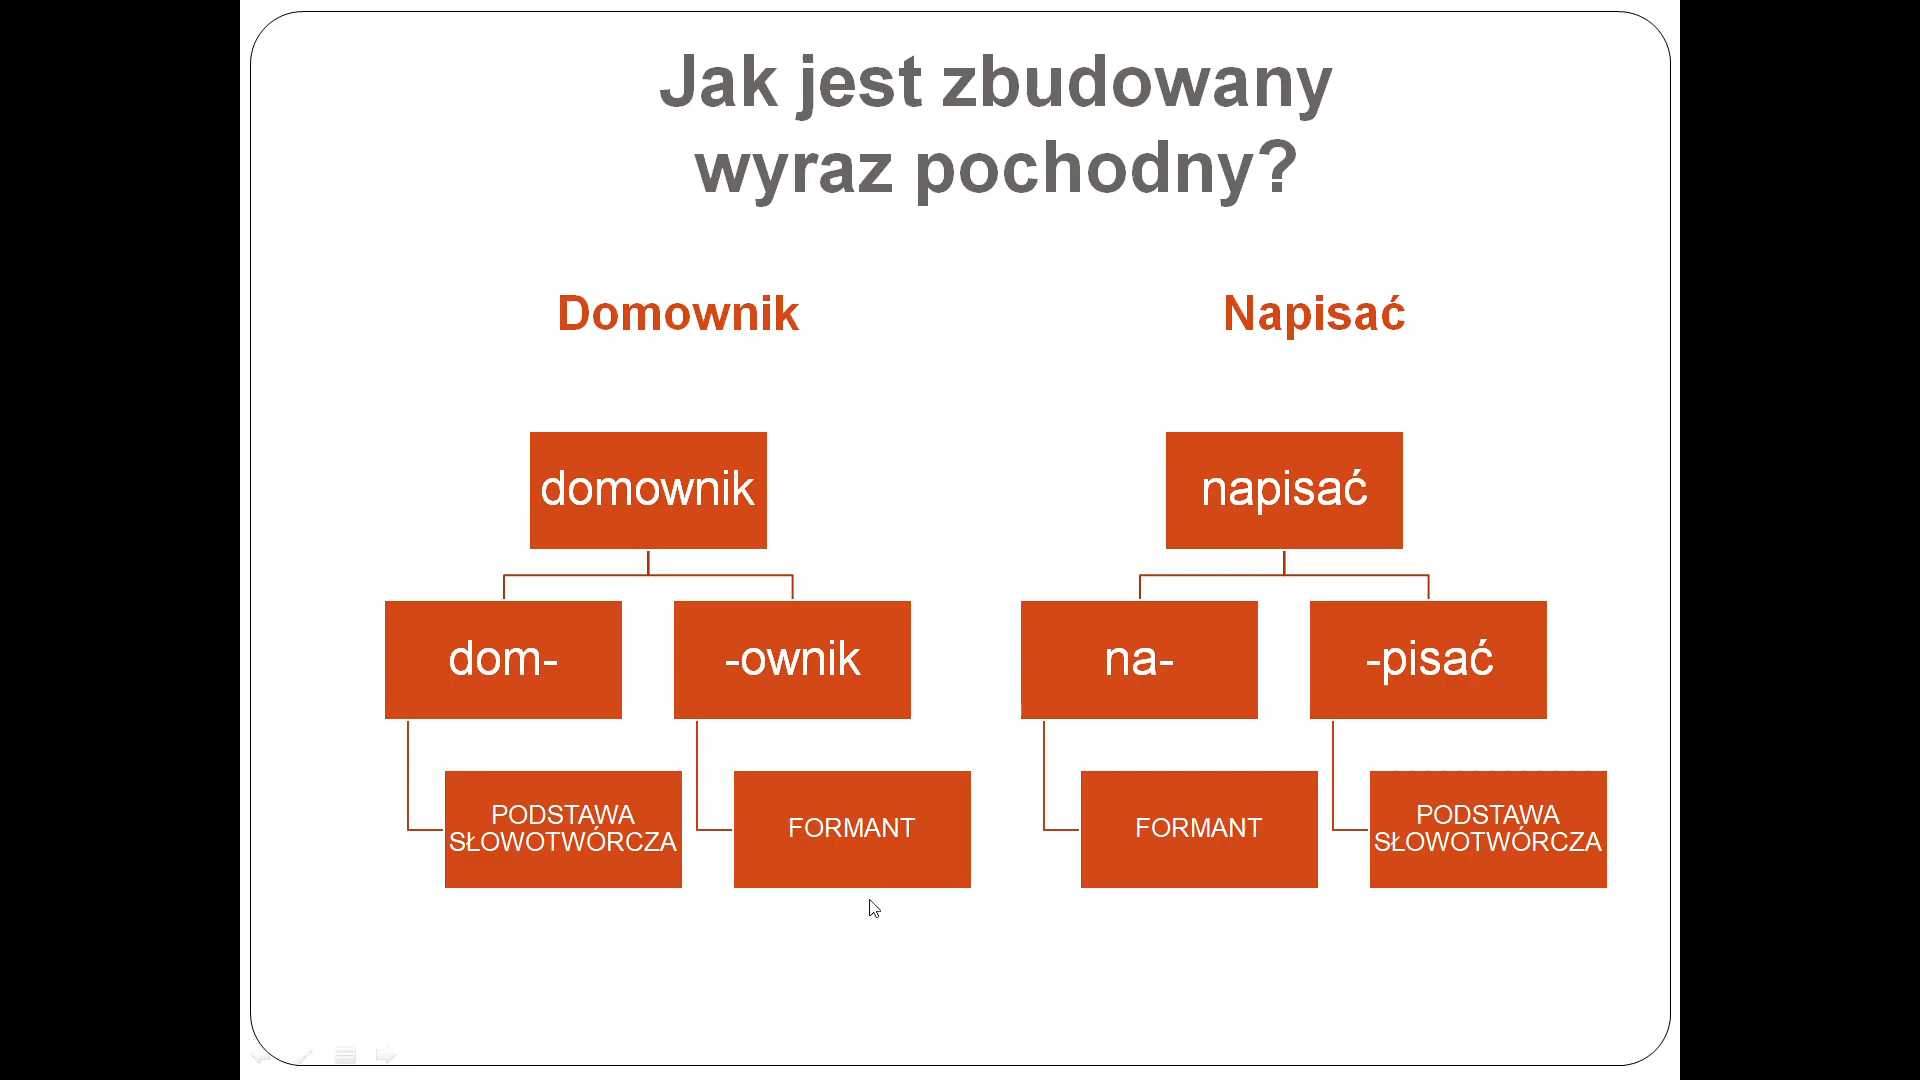 Jak jest zbudowany
wyraz pochodny?
Domownik
Napisać
domownik
dom-
-ownik
PODSTAWA
SŁOWOTWÓRCZA
FORMANT
napisać
na-
-pisać
FORMANT
PODSTAWA
SŁOWOTWÓRCZA